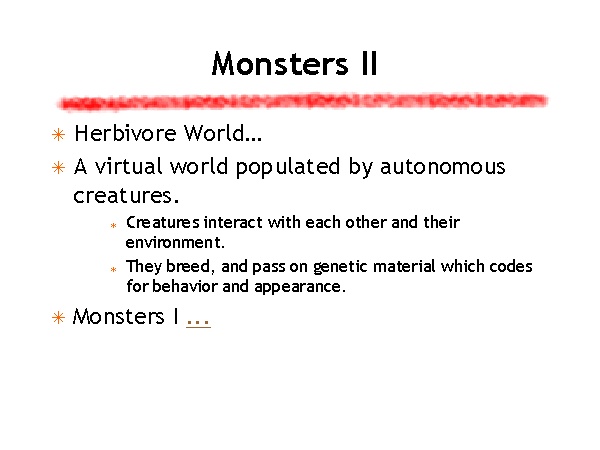 Monsters II
Herbivore World…
A virtual world populated by autonomous
creatures.
Creatures interact with each other and their
environment.
They breed, and pass on genetic material which codes
for behavior and appearance.
Monsters I ...